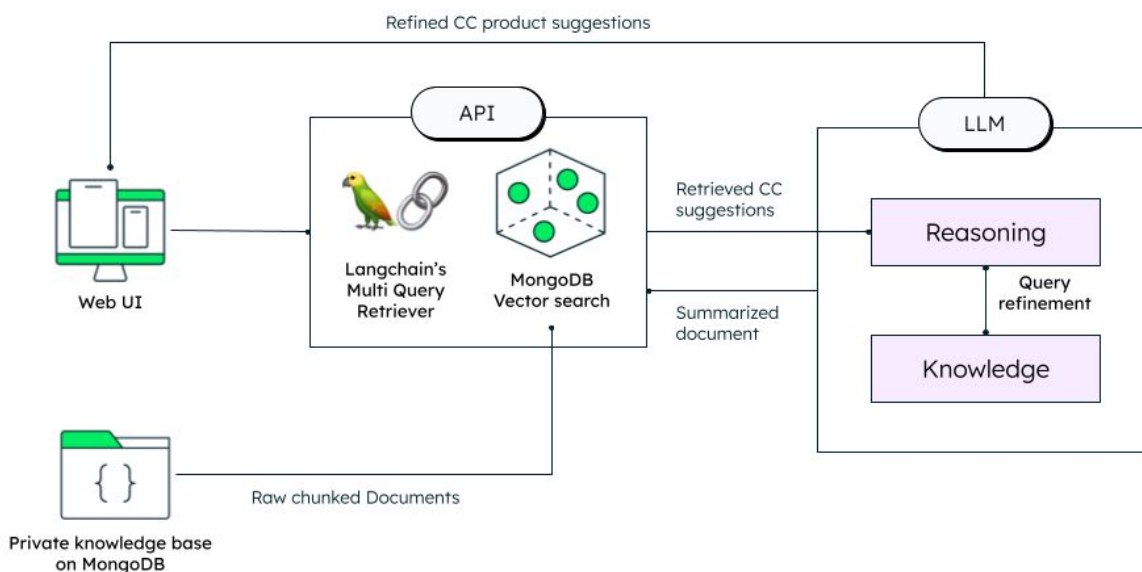 Refined CC product suggestions
API
LLM
Langchain's
Multi Query
Retriever
MongoDB
Vector search
Retrieved CC
suggestions
Reasoning
Web UI
Query
refinement
Summarized
document
Knowledge
{ }
Raw chunked Documents
Private knowledge base
on MongoDB